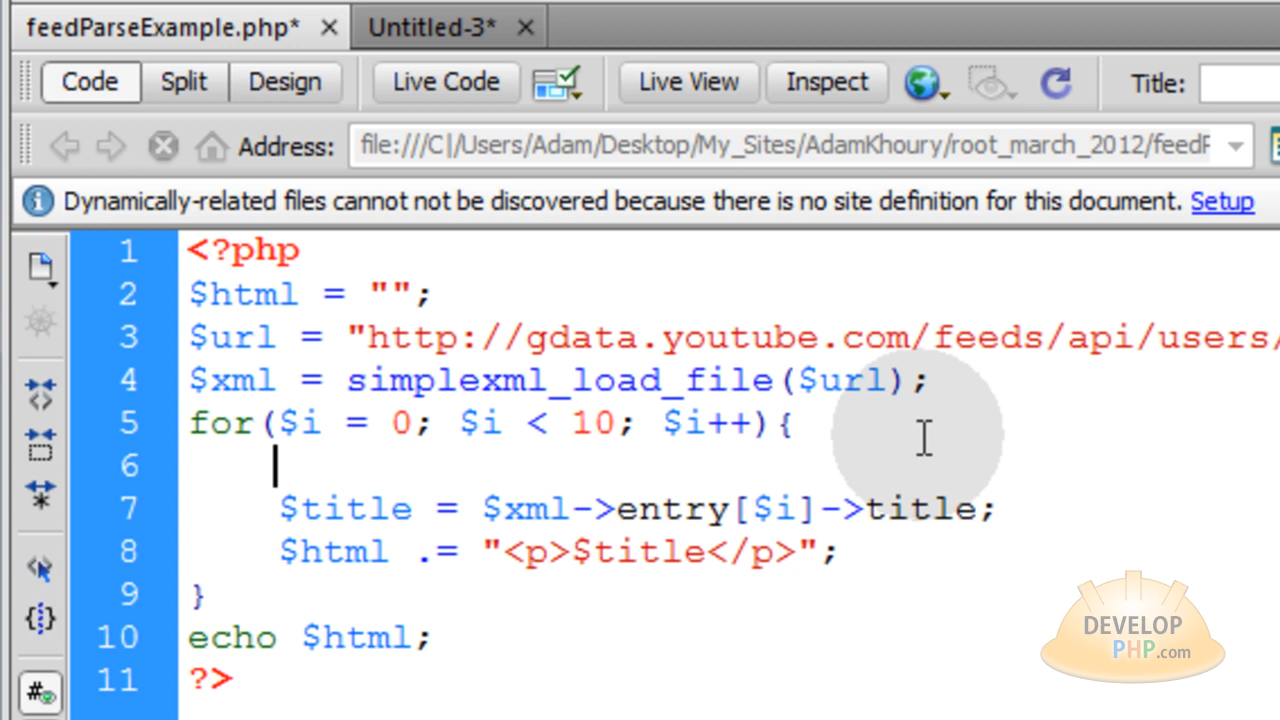 feedParseExample.php* × Untitled-3* ×
Code Split Design Live Code Live View Inspect Title:
Address: file:///C|/Users/Adam/Desktop/My_Sites/AdamKhoury/root_march_2012/feedP
Dynamically-related files cannot not be discovered because there is no site definition for this document. Setup
1 <?php
2 $html = "";
3 $url = "http://gdata.youtube.com/feeds/api/users/
4 $xml = simplexml_load_file($url);
5 for($i = 0; $i < 10; $i++){
6
7 $title = $xml->entry[$i]->title;
8 $html .= "<p>$title</p>";
9 }
10 echo $html;
11 ?>
DEVELOP
PHP.com